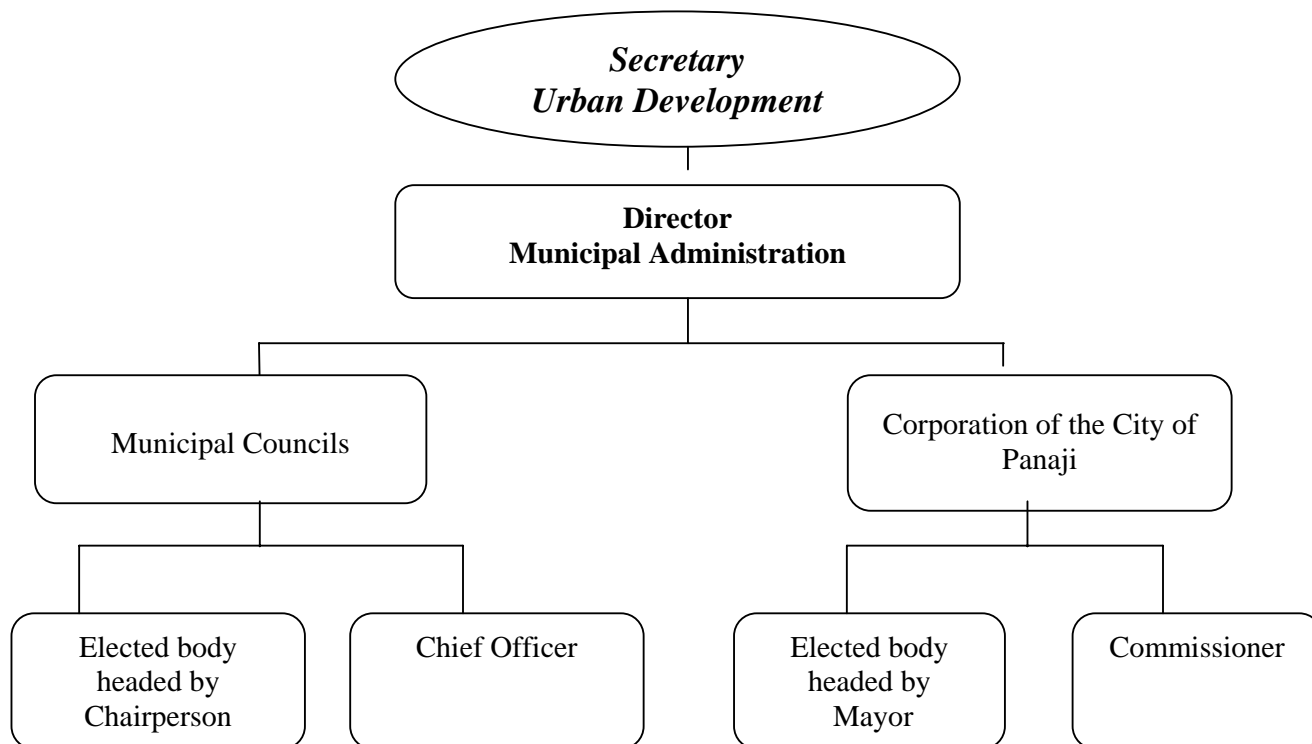 Secretary
Urban Development
Director
Municipal Administration
Municipal Councils
Corporation of the City of
Panaji
Elected body
headed by
Chairperson
Chief Officer
Elected body
headed by
Mayor
Commissioner